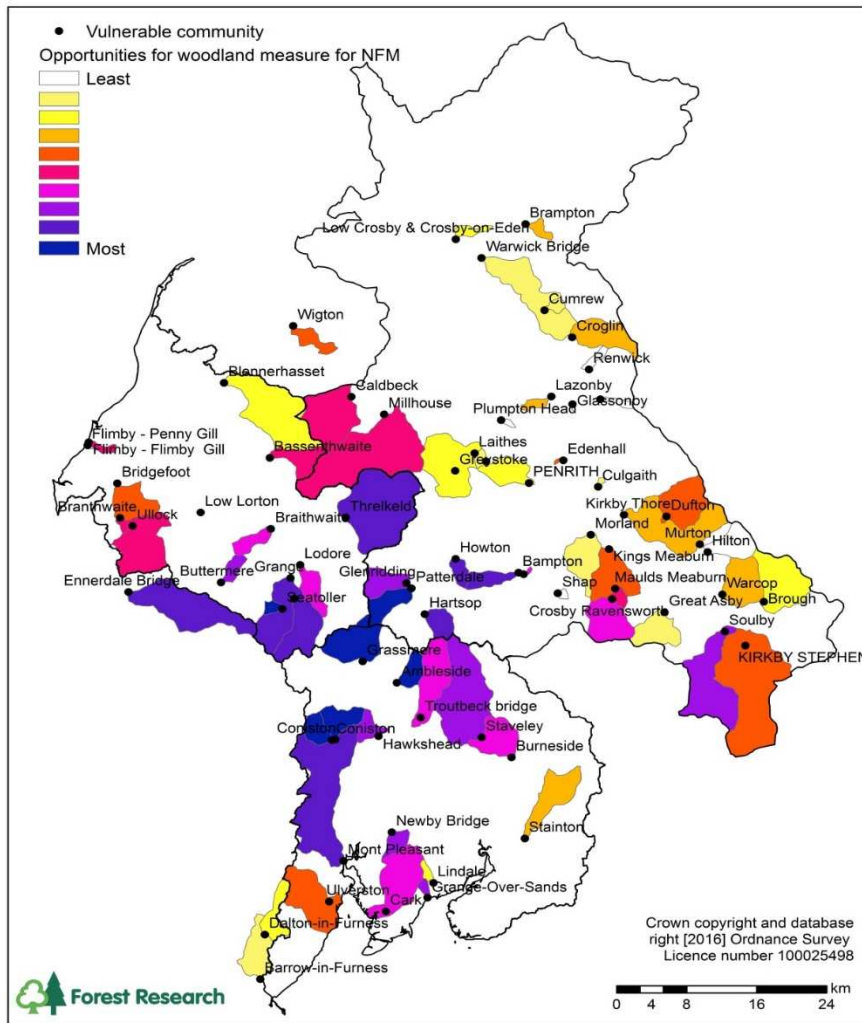 Vulnerable community
Opportunities for woodland measure for NFM
Least
Most
Brampton
Low Crosby & Crosby-on-Eden
Warwick Bridge
Cumrew
Wigton
Croglin
Renwick
Blennerhasset
Caldbeck
Lazonby
Millhouse
Glassonby
Plumpton Head
Flimby - Penny Gill
Flimby - Flimby Gill
Laithes
Bassenthwaite
Edenhall
Greystoke
Bridgefoot
PENRITH
Culgaith
Branthwaite
Low Lorton
Threlkeld
Kirkby Thore
Dufton
Ullock
Braithwaite
Morland
Murton
Hilton
Lodore
Howton
Kings Meaburn
Ennerdale Bridge
Buttermere
Grange
Glenridding
Patterdale
Bampton
Shap
Maulds Meaburn
Warcop
Seatoller
Hartsop
Crosby Ravensworth
Great Asby
Brough
Soulby
Grassmere
KIRKBY STEPHEN
Ambleside
Troutbeck bridge
Coniston
Coniston
Staveley
Hawkshead
Burneside
Newby Bridge
Stainton
Mont Pleasant
Lindale
Grange-Over-Sands
Ulverston
Cark
Dalton-in-Furness
Barrow-in-Furness
Crown copyright and database
right [2016] Ordnance Survey
Licence number 100025498
Forest Research
km
0 4 8 16 24